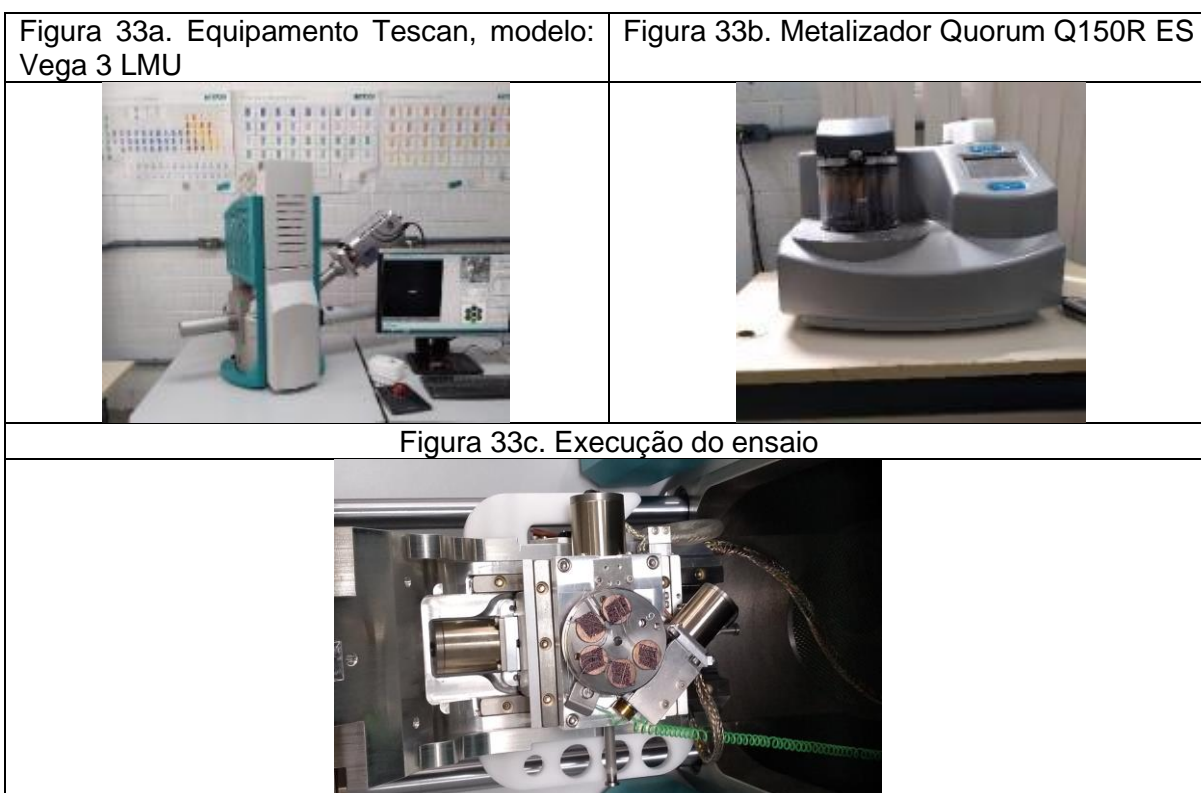 Figura 33a. Equipamento Tescan, modelo:
Vega 3 LMU
Figura 33b. Metalizador Quorum Q150R ES
Figura 33c. Execução do ensaio